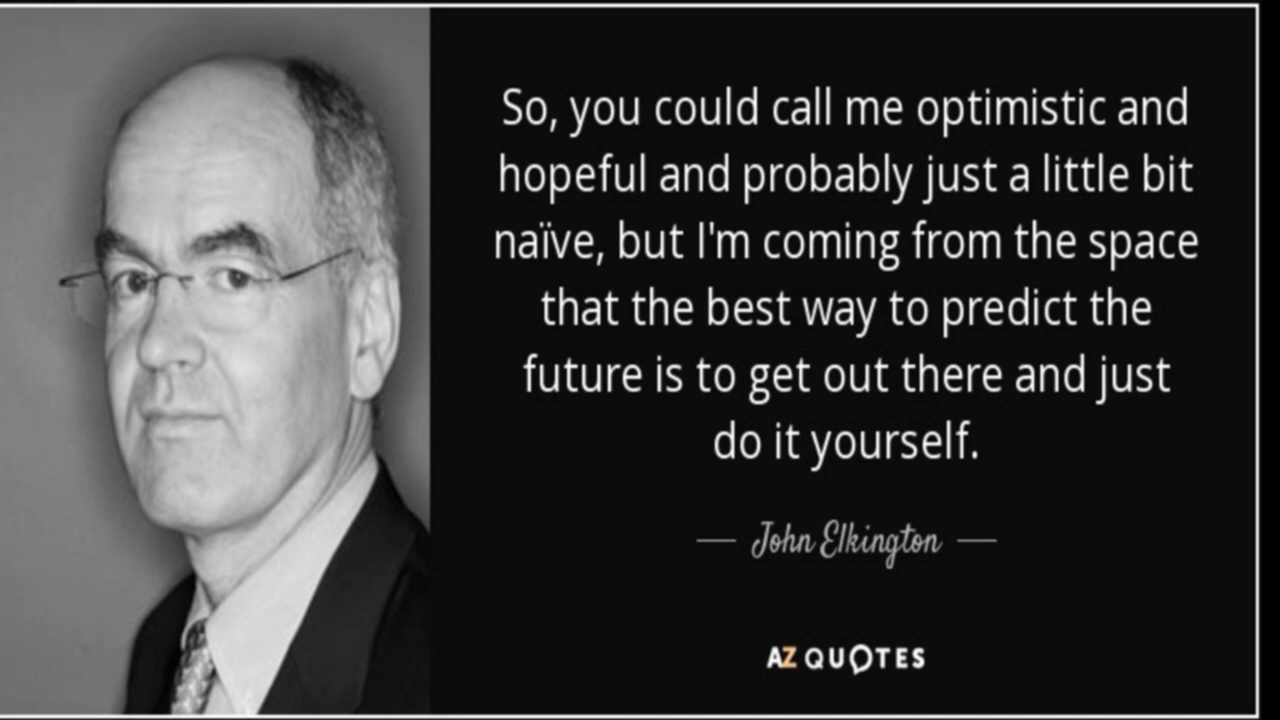 So, you could call me optimistic and
hopeful and probably just a little bit
naïve, but I'm coming from the space
that the best way to predict the
future is to get out there and just
do it yourself.
John Elkington
AZ QUOTES